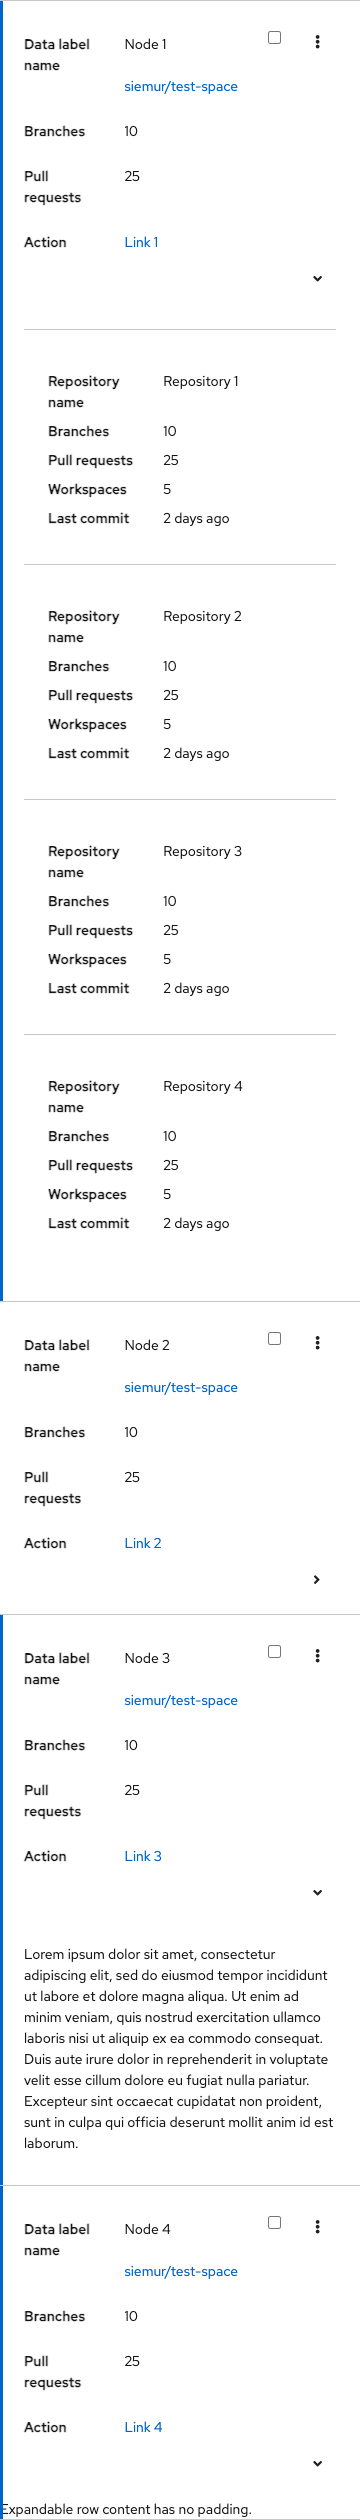 Data label name Node 1
siemur/test-space
Branches 10
Pull requests 25
Action Link 1
Repository name Repository 1
Branches 10
Pull requests 25
Workspaces 5
Last commit 2 days ago
Repository name Repository 2
Branches 10
Pull requests 25
Workspaces 5
Last commit 2 days ago
Repository name Repository 3
Branches 10
Pull requests 25
Workspaces 5
Last commit 2 days ago
Repository name Repository 4
Branches 10
Pull requests 25
Workspaces 5
Last commit 2 days ago
Data label name Node 2
siemur/test-space
Branches 10
Pull requests 25
Action Link 2
Data label name Node 3
siemur/test-space
Branches 10
Pull requests 25
Action Link 3
Lorem ipsum dolor sit amet, consectetur
adipiscing elit, sed do eiusmod tempor incididunt
ut labore et dolore magna aliqua. Ut enim ad
minim veniam, quis nostrud exercitation ullamco
laboris nisi ut aliquip ex ea commodo consequat.
Duis aute irure dolor in reprehenderit in voluptate
velit esse cillum dolore eu fugiat nulla pariatur.
Excepteur sint occaecat cupidatat non proident,
sunt in culpa qui officia deserunt mollit anim id est
laborum.
Data label name Node 4
siemur/test-space
Branches 10
Pull requests 25
Action Link 4
Expandable row content has no padding.